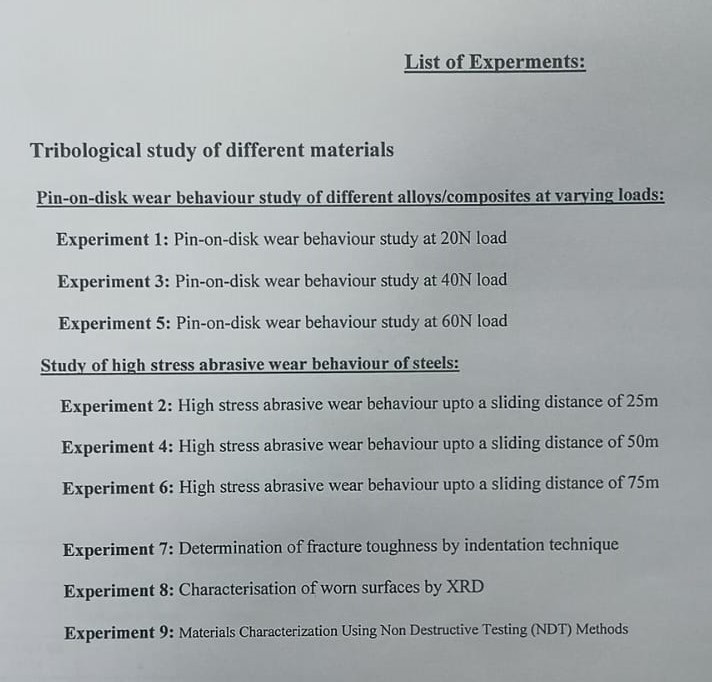 List of Experments:
Tribological study of different materials
Pin-on-disk wear behaviour study of different alloys/composites at varying loads:
Experiment 1: Pin-on-disk wear behaviour study at 20N load
Experiment 3: Pin-on-disk wear behaviour study at 40N load
Experiment 5: Pin-on-disk wear behaviour study at 60N load
Study of high stress abrasive wear behaviour of steels:
Experiment 2: High stress abrasive wear behaviour upto a sliding distance of 25m
Experiment 4: High stress abrasive wear behaviour upto a sliding distance of 50m
Experiment 6: High stress abrasive wear behaviour upto a sliding distance of 75m
Experiment 7: Determination of fracture toughness by indentation technique
Experiment 8: Characterisation of worn surfaces by XRD
Experiment 9: Materials Characterization Using Non Destructive Testing (NDT) Methods